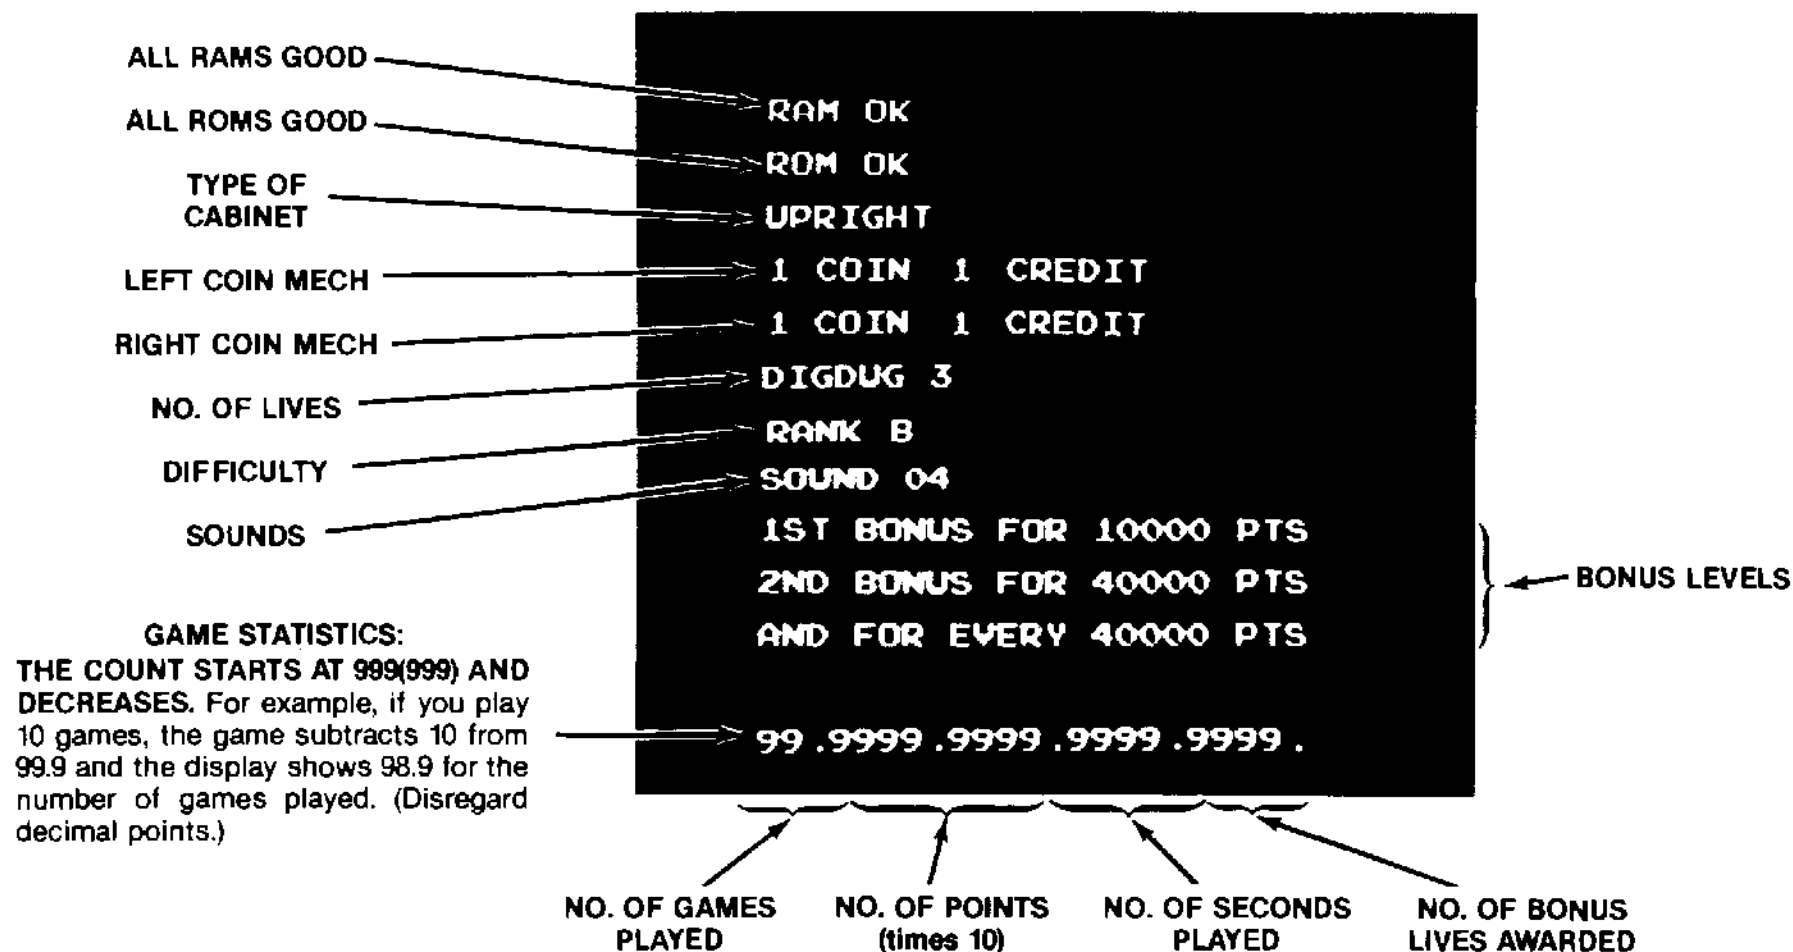 ALL RAMS GOOD
ALL ROMS GOOD
TYPE OF
CABINET
LEFT COIN MECH
RIGHT COIN MECH
NO. OF LIVES
DIFFICULTY
SOUNDS
GAME STATISTICS:
THE COUNT STARTS AT 999(999) AND
DECREASES. For example, if you play
10 games, the game subtracts 10 from
99.9 and the display shows 98.9 for the
number of games played. (Disregard
decimal points.)
RAM OK
ROM OK
UPRIGHT
1 COIN 1 CREDIT
1 COIN 1 CREDIT
DIGDUG 3
RANK B
SOUND 04
1ST BONUS FOR 10000 PTS
2ND BONUS FOR 40000 PTS
AND FOR EVERY 40000 PTS
99.9999.9999.9999.9999.
BONUS LEVELS
NO. OF GAMES
PLAYED
NO. OF POINTS
(times 10)
NO. OF SECONDS
PLAYED
NO. OF BONUS
LIVES AWARDED